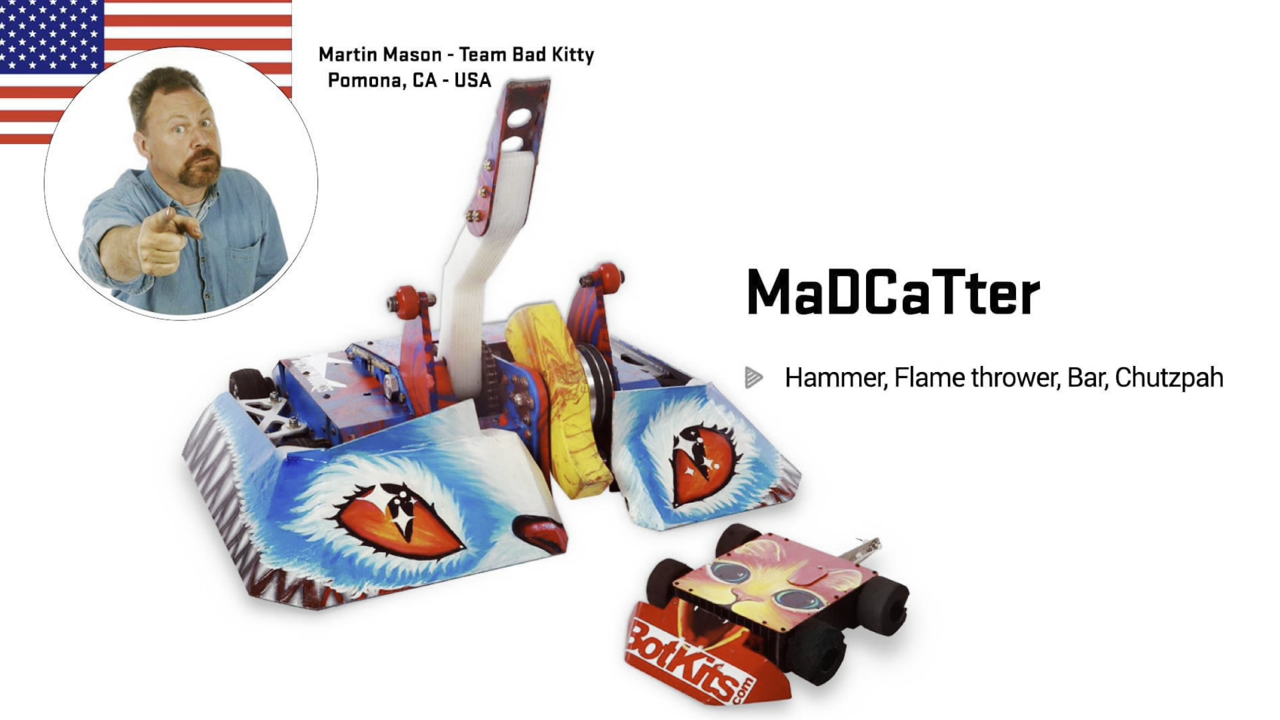 Martin Mason - Team Bad Kitty
Pomona, CA - USA
MaDCaTter
Hammer, Flame thrower, Bar, Chutzpah
BotKits
.com